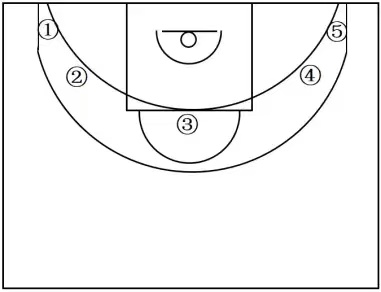 ① ⑤
② ④
③